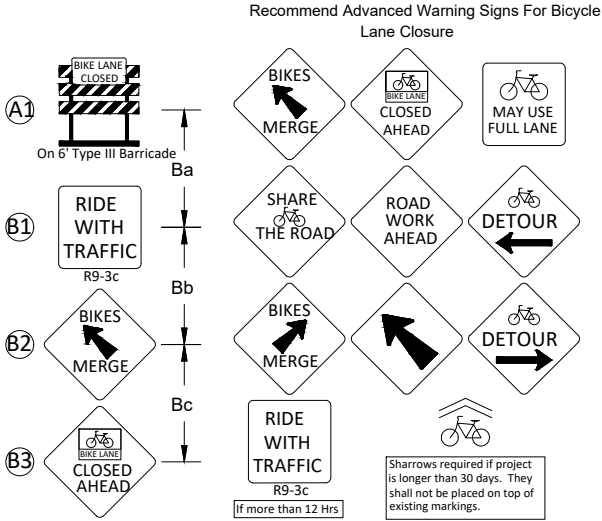 Recommend Advanced Warning Signs For Bicycle
Lane Closure
A1
BIKE LANE
CLOSED
On 6' Type III Barricade
Ba
BIKES
MERGE
BIKE LANE
CLOSED
AHEAD
MAY USE
FULL LANE
B1
RIDE
WITH
TRAFFIC
R9-3c
Bb
SHARE
THE ROAD
ROAD
WORK
AHEAD
DETOUR
B2
BIKES
MERGE
Bc
BIKES
MERGE
DETOUR
B3
BIKE LANE
CLOSED
AHEAD
RIDE
WITH
TRAFFIC
R9-3c
If more than 12 Hrs
Sharrows required if project
is longer than 30 days. They
shall not be placed on top of
existing markings.